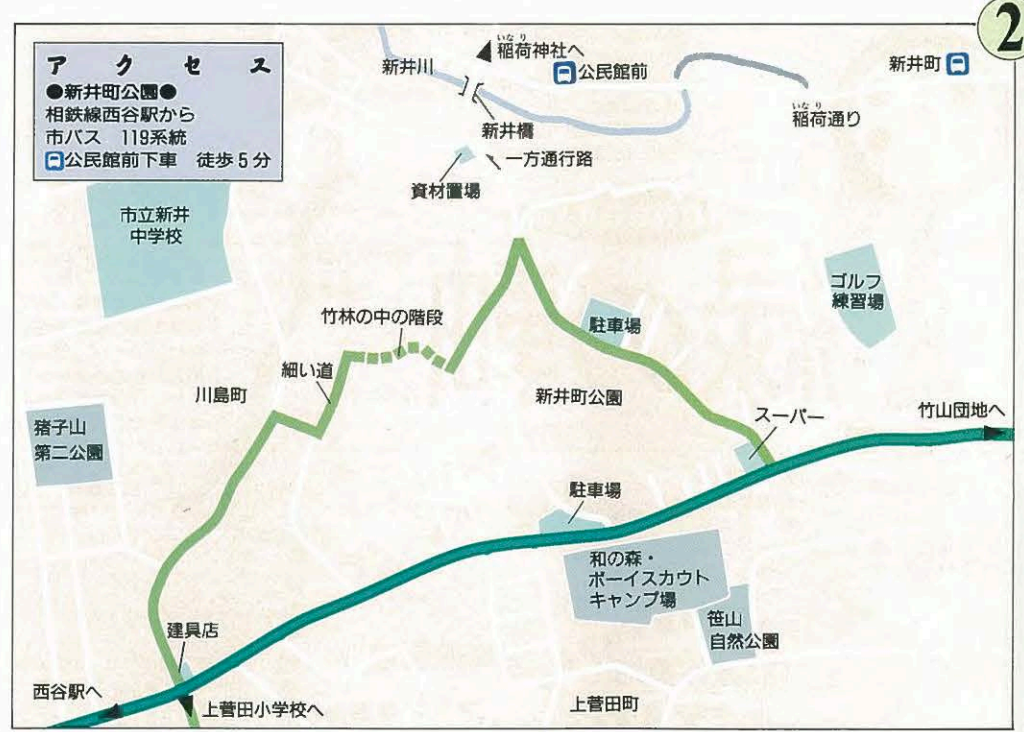 2
アクセス
●新井町公園●
相鉄線西谷駅から
市バス 119系統
公民館前下車 徒歩5分
新井川
いなり
稲荷神社へ
公民館前
新井町
新井橋
いなり
稲荷通り
一方通行路
資材置場
市立新井
中学校
ゴルフ
練習場
竹林の中の階段
駐車場
細い道
川島町
新井町公園
スーパー
竹山団地へ
猪子山
第二公園
駐車場
和の森・
ボーイスカウト
キャンプ場
笹山
自然公園
建具店
西谷駅へ
上菅田小学校へ
上菅田町